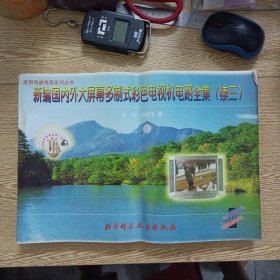 家用电器电路系列丛书
新编国内外大屏幕多制式彩色电视机电路全集（续三）
编
北京科学技术出版社